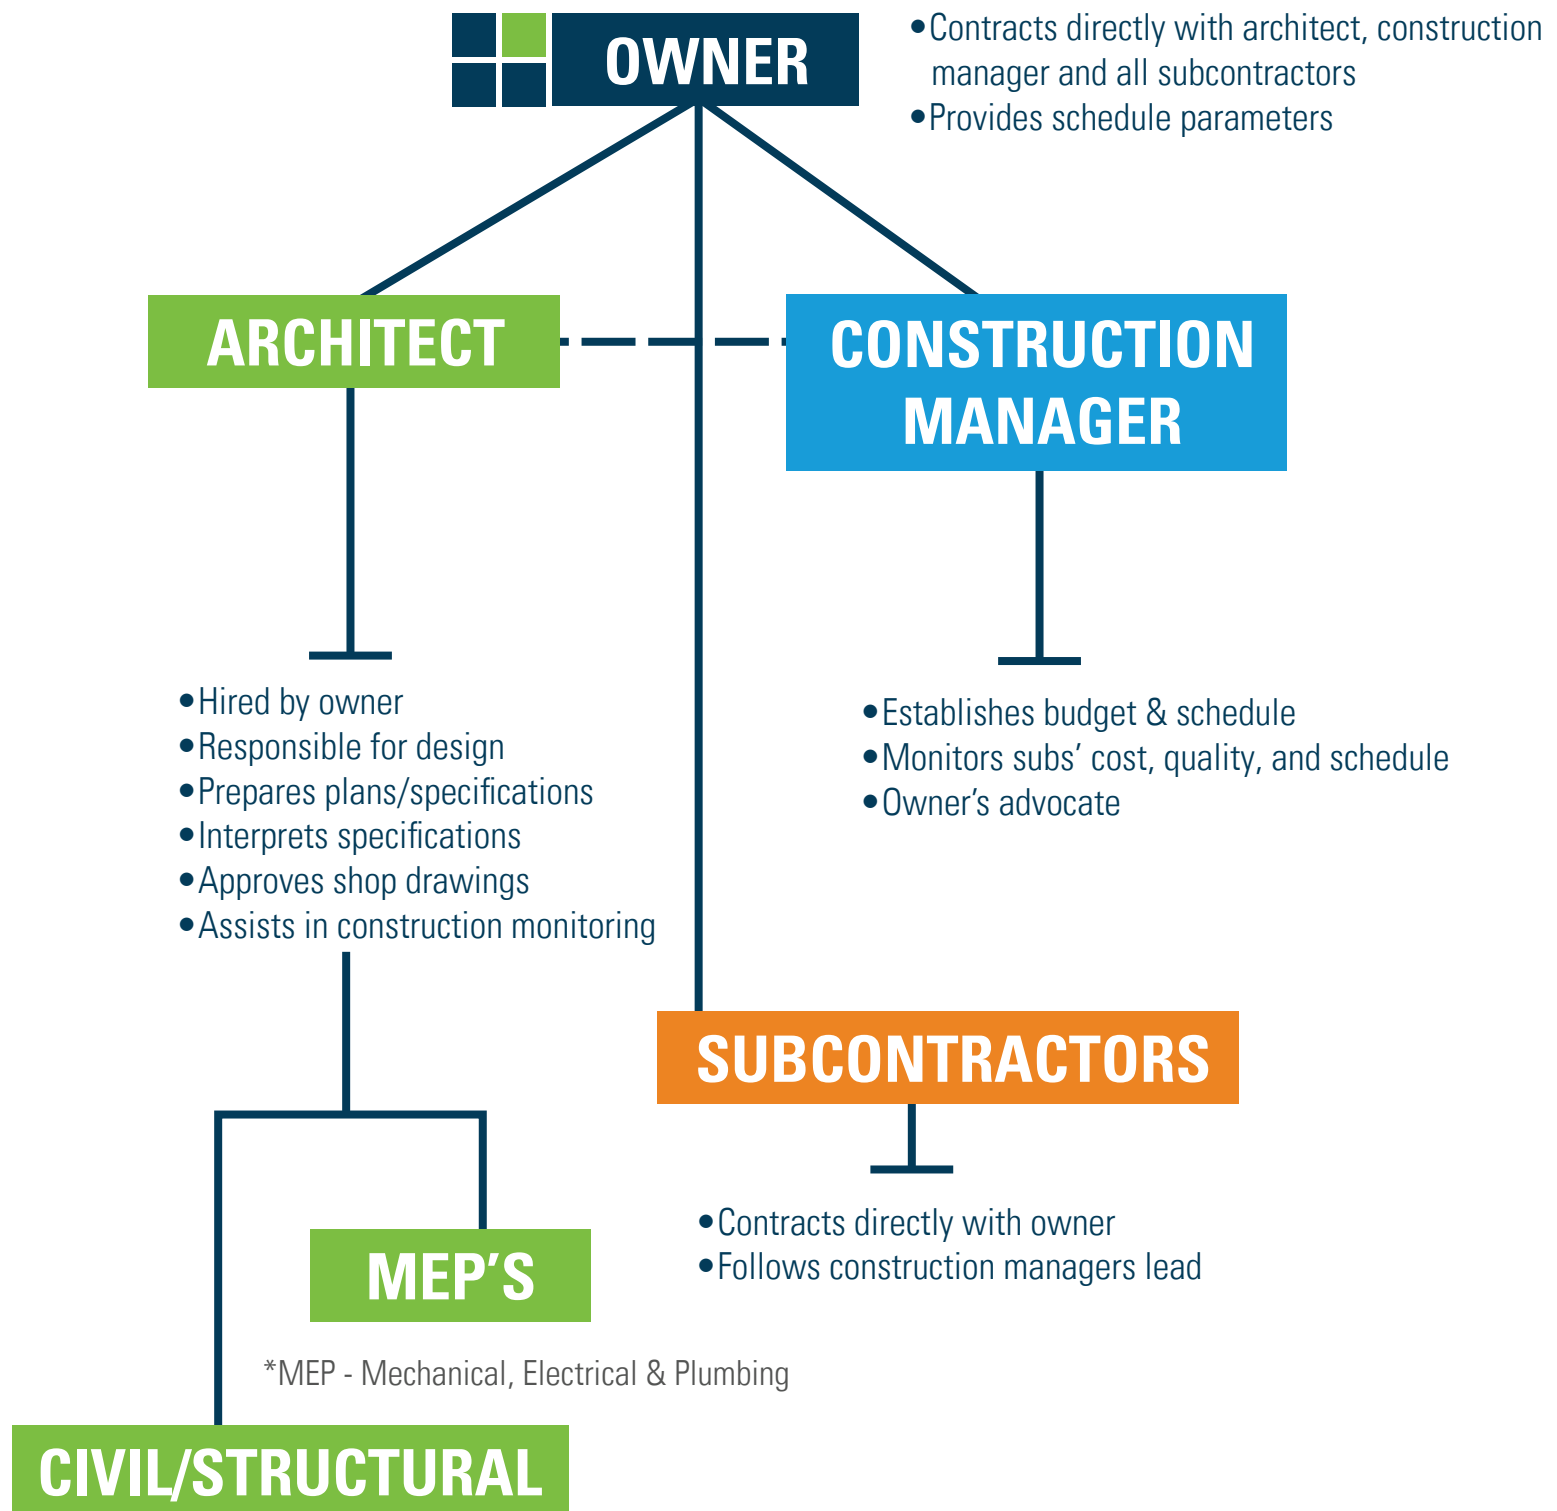 OWNER
•Contracts directly with architect, construction
manager and all subcontractors
•Provides schedule parameters
ARCHITECT
CONSTRUCTION
MANAGER
•Hired by owner
•Responsible for design
•Prepares plans/specifications
•Interprets specifications
•Approves shop drawings
•Assists in construction monitoring
•Establishes budget & schedule
•Monitors subs’ cost, quality, and schedule
•Owner’s advocate
SUBCONTRACTORS
•Contracts directly with owner
•Follows construction managers lead
MEP’S
*MEP - Mechanical, Electrical & Plumbing
CIVIL/STRUCTURAL